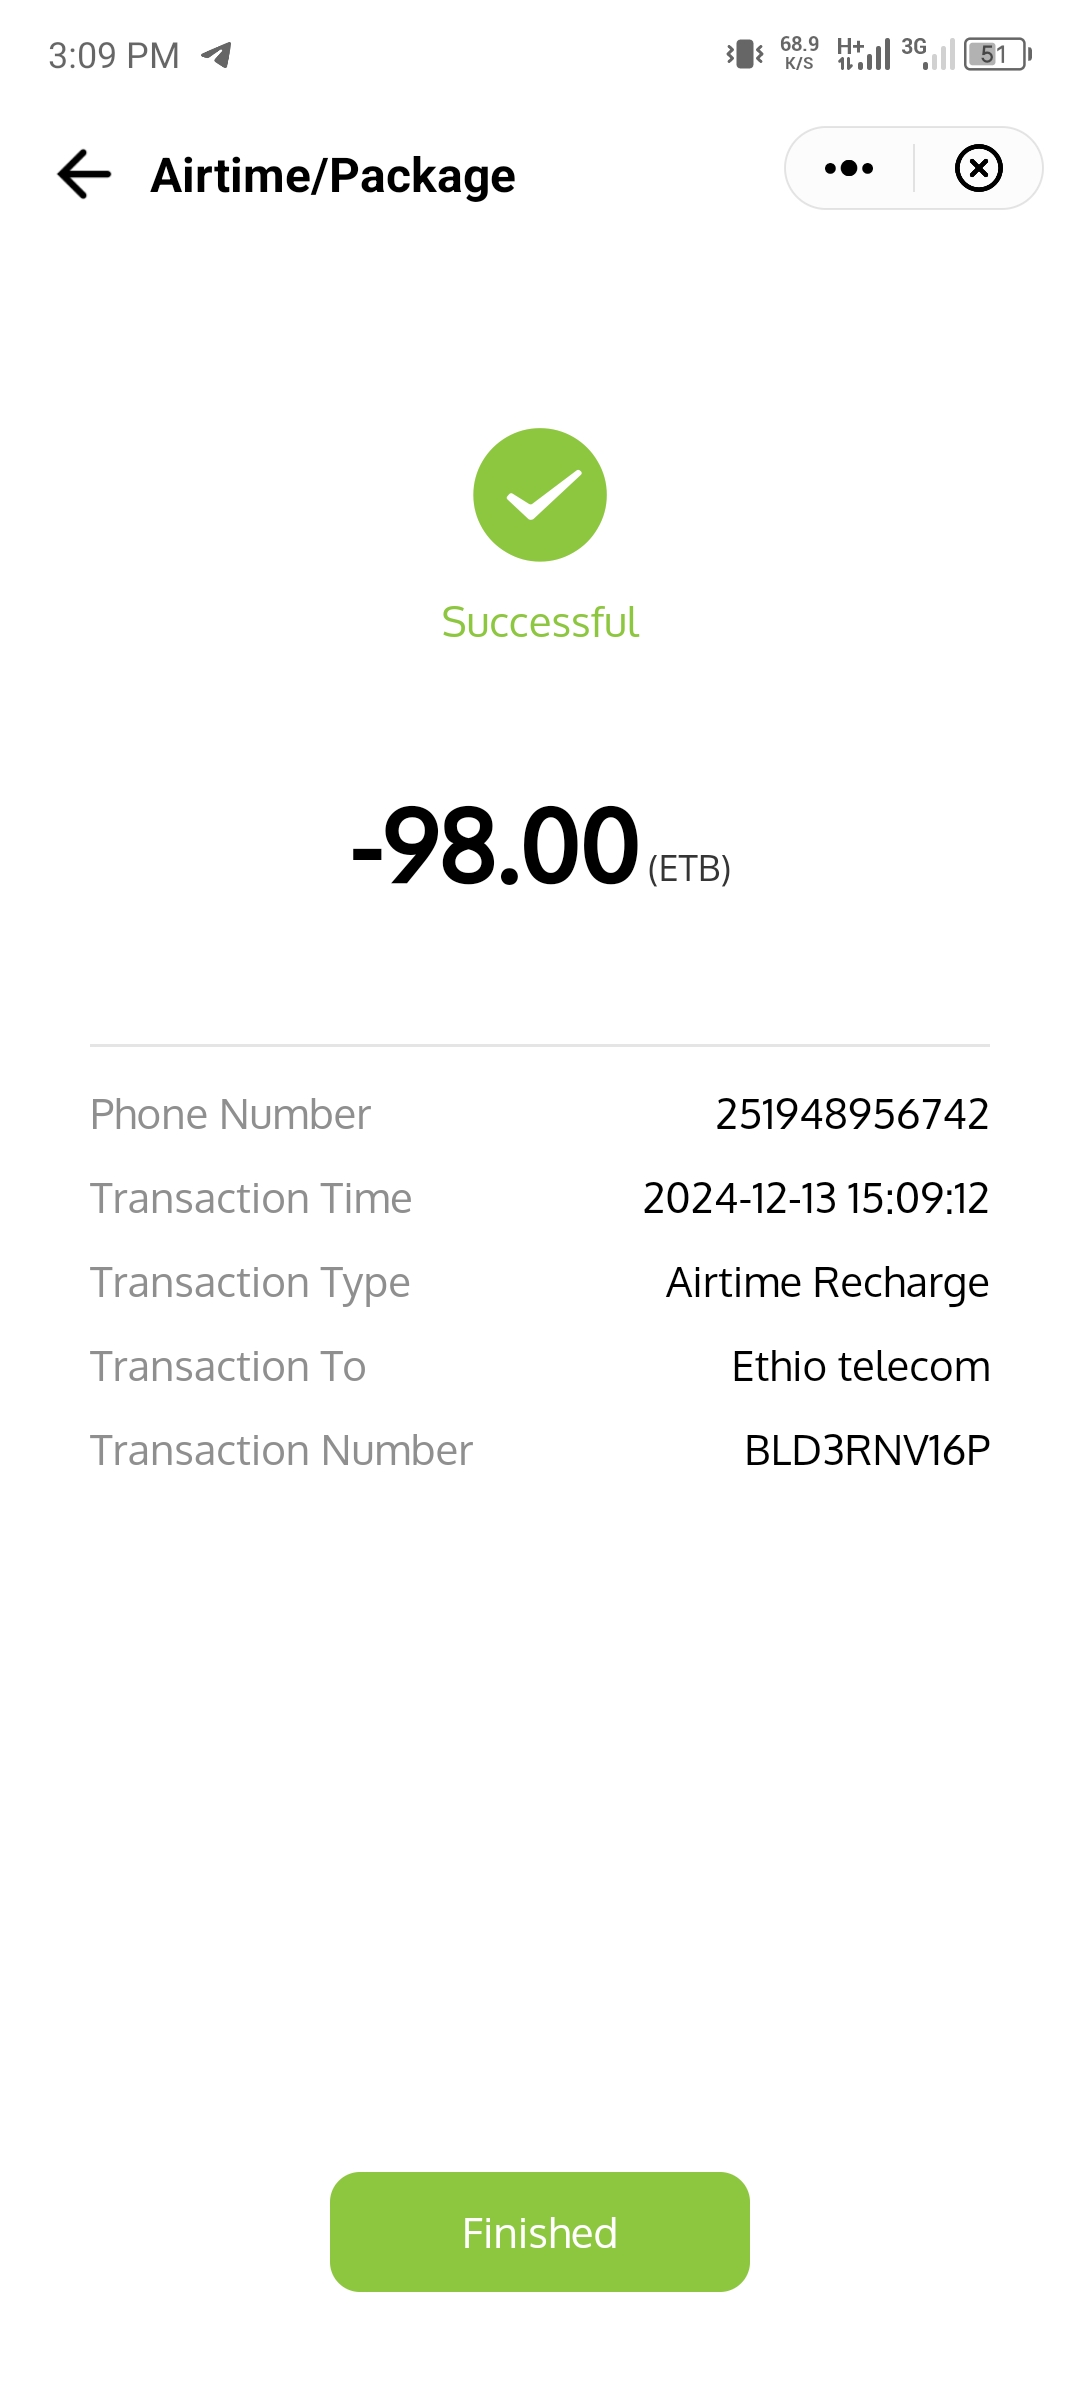 3:09 PM 68.9 K/S H+ 3G 51
Airtime/Package
Successful
-98.00 (ETB)
Phone Number 251948956742
Transaction Time 2024-12-13 15:09:12
Transaction Type Airtime Recharge
Transaction To Ethio telecom
Transaction Number BLD3RNV16P
Finished